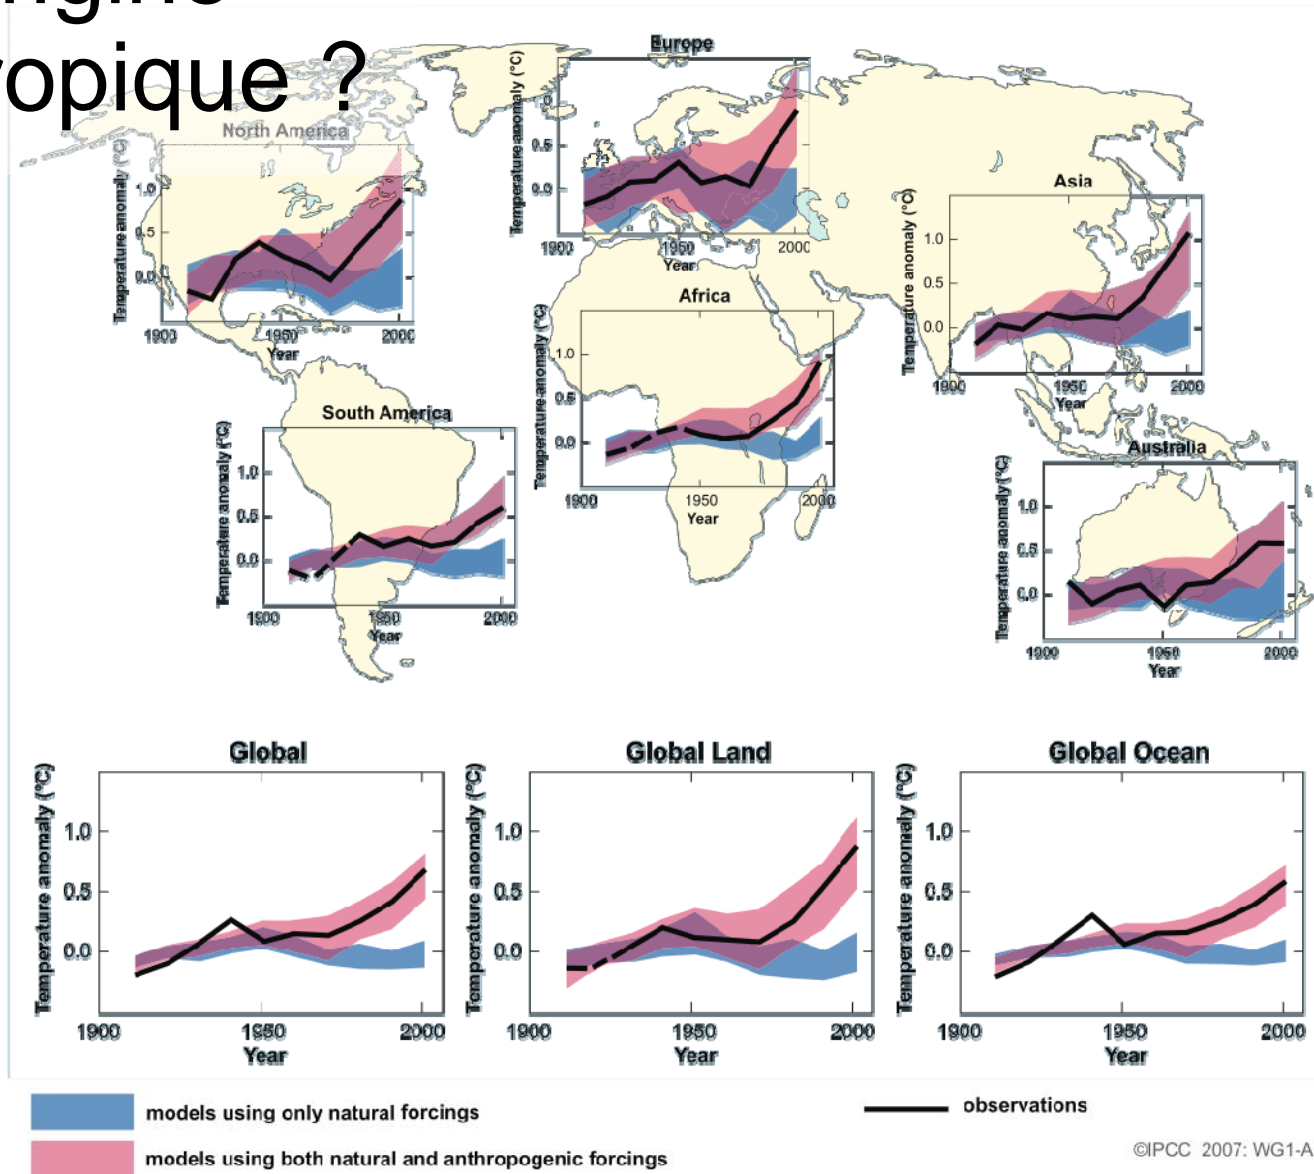 ngine
ropique ?
Europe
Temperature anomaly (°C)
0.5
0.0
1900
1950
2000
Year
North America
Temperature anomaly (°C)
1.0
0.5
0.0
1900
1950
2000
Year
Asia
Temperature anomaly (°C)
1.0
0.5
0.0
1900
1950
2000
Year
Africa
Temperature anomaly (°C)
1.0
0.5
0.0
1900
1950
2000
Year
South America
Temperature anomaly (°C)
1.0
0.5
0.0
1900
1950
2000
Year
Australia
Temperature anomaly (°C)
1.0
0.5
0.0
1900
1950
2000
Year
Global
Temperature anomaly (°C)
1.0
0.5
0.0
1900
1950
2000
Year
Global Land
Temperature anomaly (°C)
1.0
0.5
0.0
1900
1950
2000
Year
Global Ocean
Temperature anomaly (°C)
1.0
0.5
0.0
1900
1950
2000
Year
models using only natural forcings
observations
models using both natural and anthropogenic forcings
©IPCC 2007: WG1-A